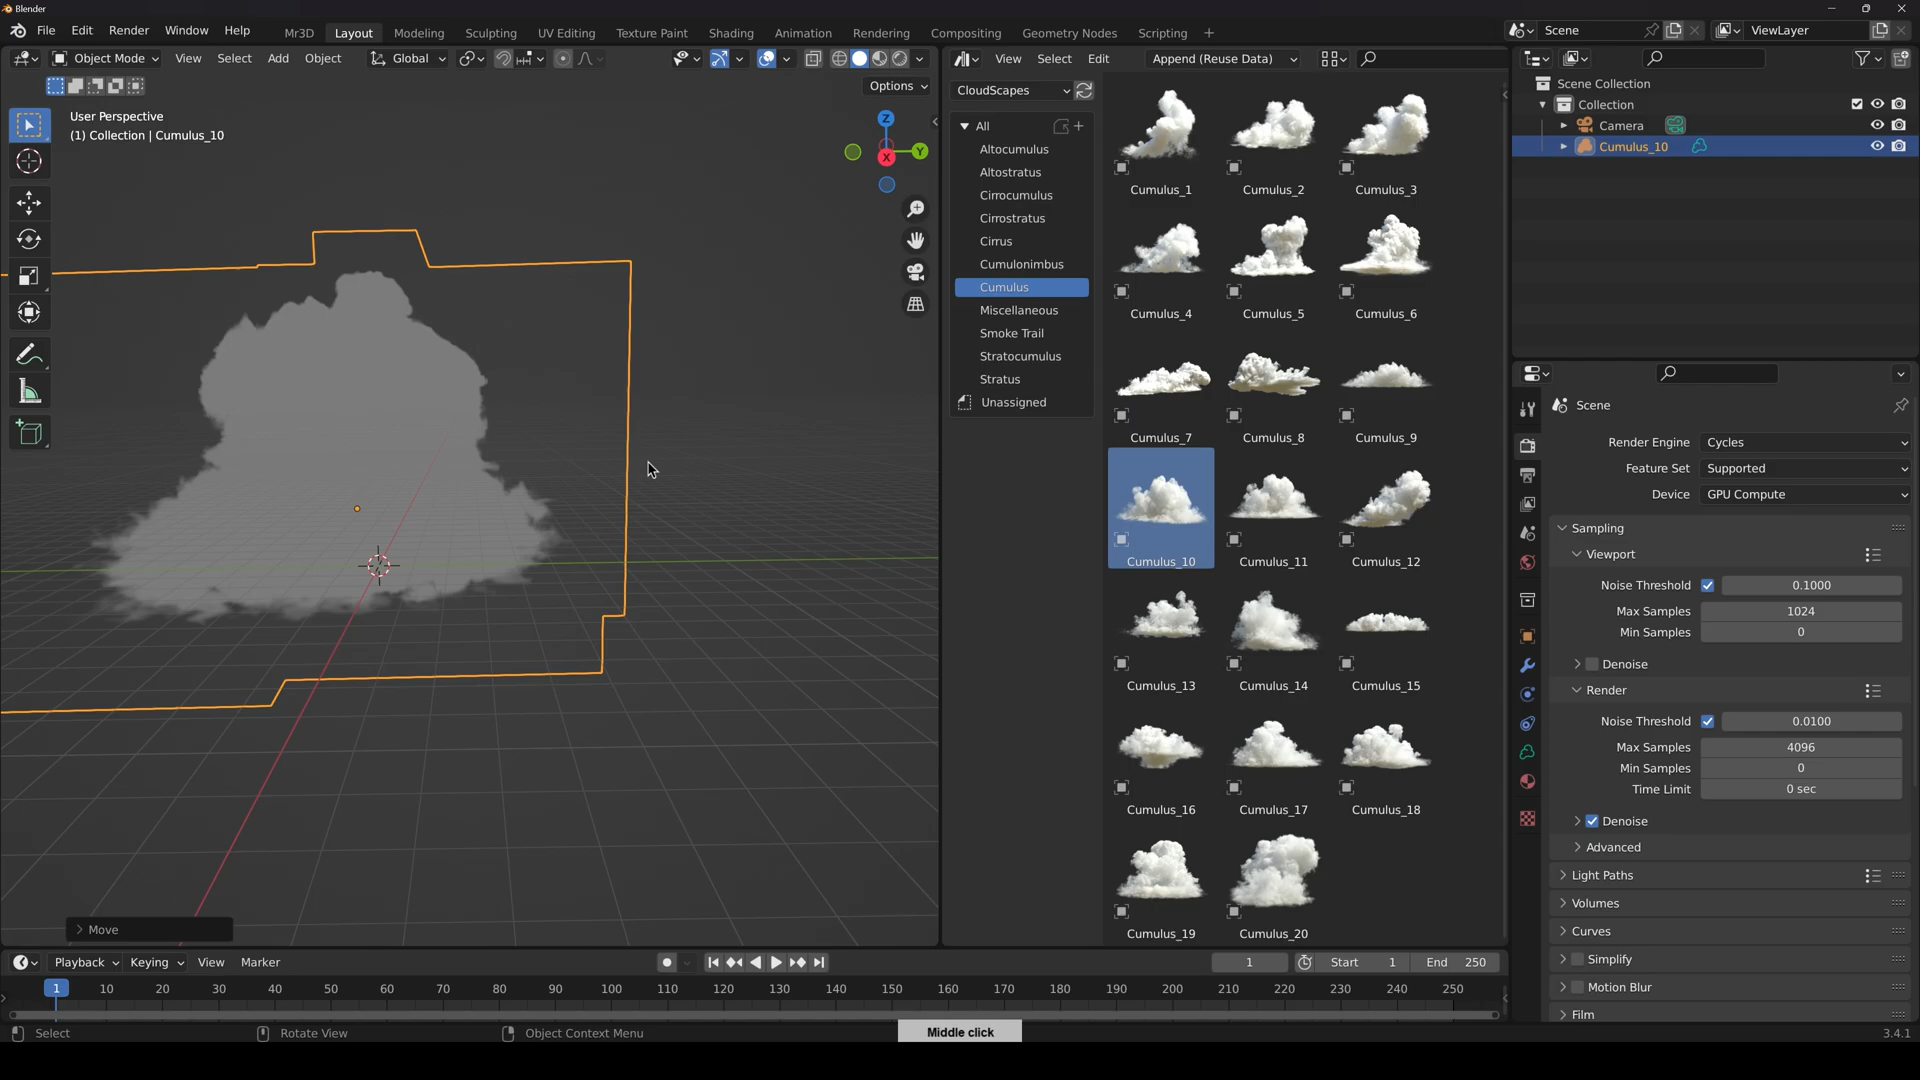 Blender
File Edit Render Window Help Mr3D Layout Modeling Sculpting UV Editing Texture Paint Shading Animation Rendering Compositing Geometry Nodes Scripting + Scene ViewLayer
Object Mode View Select Add Object Global
Options
User Perspective
(1) Collection | Cumulus_10
Z
Y
X
Move
View Select Edit Append (Reuse Data)
CloudScapes
All
Altocumulus
Altostratus
Cirrocumulus
Cirrostratus
Cirrus
Cumulonimbus
Cumulus
Miscellaneous
Smoke Trail
Stratocumulus
Stratus
Unassigned
Cumulus_1 Cumulus_2 Cumulus_3
Cumulus_4 Cumulus_5 Cumulus_6
Cumulus_7 Cumulus_8 Cumulus_9
Cumulus_10 Cumulus_11 Cumulus_12
Cumulus_13 Cumulus_14 Cumulus_15
Cumulus_16 Cumulus_17 Cumulus_18
Cumulus_19 Cumulus_20
Scene Collection
Collection
Camera
Cumulus_10
Scene
Render Engine Cycles
Feature Set Supported
Device GPU Compute
Sampling
Viewport
Noise Threshold 0.1000
Max Samples 1024
Min Samples 0
Denoise
Render
Noise Threshold 0.0100
Max Samples 4096
Min Samples 0
Time Limit 0 sec
Denoise
Advanced
Light Paths
Volumes
Curves
Simplify
Motion Blur
Film
Playback Keying View Marker 1 Start 1 End 250
1 10 20 30 40 50 60 70 80 90 100 110 120 130 140 150 160 170 180 190 200 210 220 230 240 250
Select Rotate View Object Context Menu Middle click 3.4.1